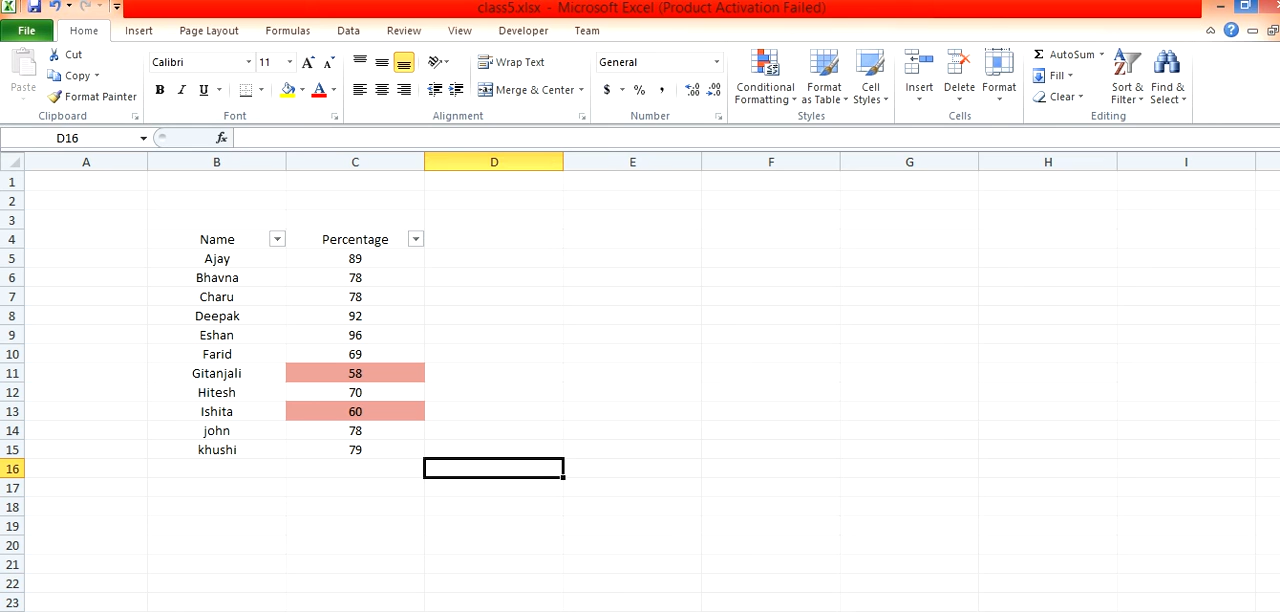 class5.xlsx - Microsoft Excel (Product Activation Failed)
File Home Insert Page Layout Formulas Data Review View Developer Team
Paste Cut Copy Format Painter Clipboard
Calibri 11 B I U A Font
Wrap Text Merge & Center Alignment
General $ % , Number
Conditional Formatting Format as Table Cell Styles Styles
Insert Delete Format Cells
Σ AutoSum Fill Clear Sort & Filter Find & Select Editing
D16 fx
A B C D E F G H I
1
2
3
4 Name Percentage
5 Ajay 89
6 Bhavna 78
7 Charu 78
8 Deepak 92
9 Eshan 96
10 Farid 69
11 Gitanjali 58
12 Hitesh 70
13 Ishita 60
14 john 78
15 khushi 79
16
17
18
19
20
21
22
23